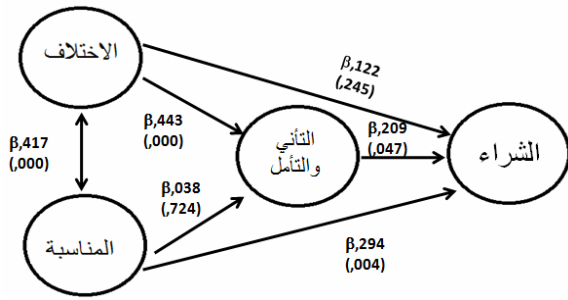 الاختلاف
β,122
(,245)
β,443
(,000)
β,417
(,000)
التأني
والتأمل
β,209
(,047)
الشراء
β,038
(,724)
المناسبة
β,294
(,004)